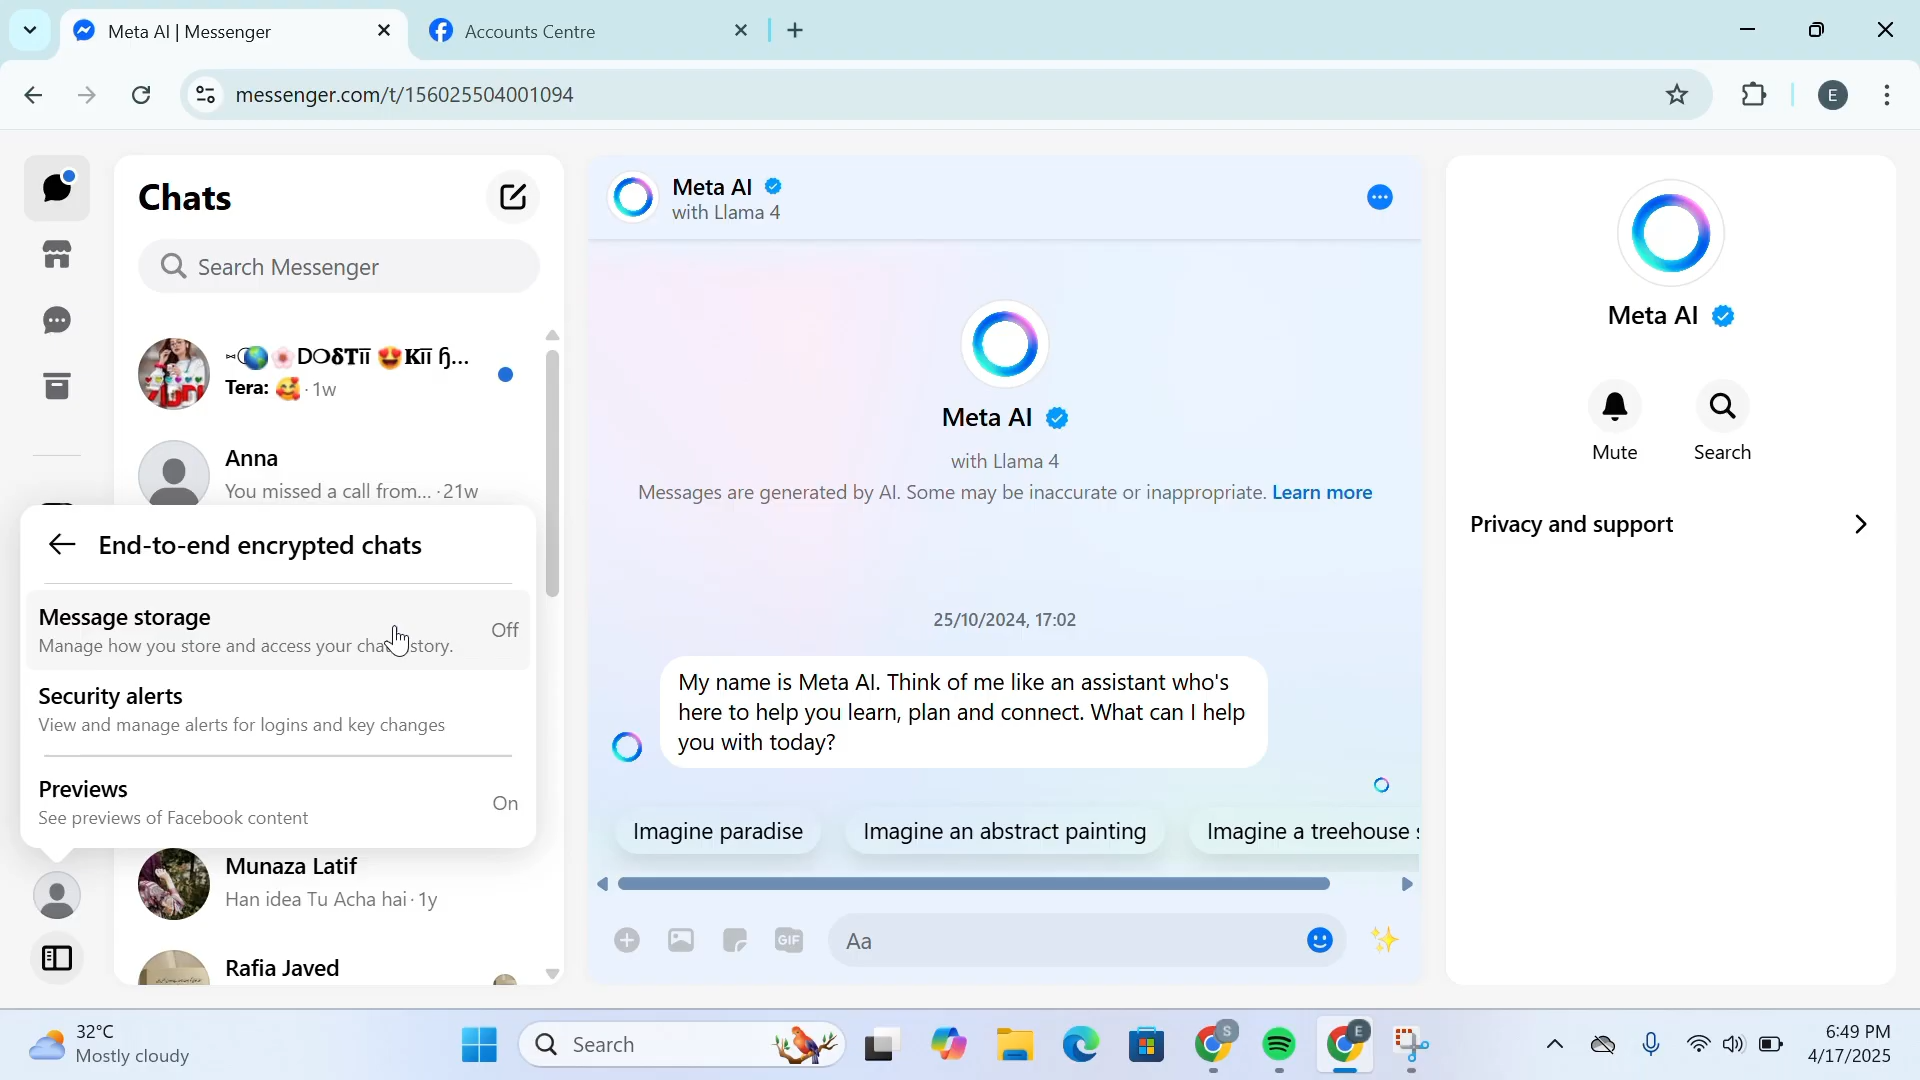 Meta AI | Messenger
Accounts Centre
messenger.com/t/156025504001094
E
Chats
Search Messenger
Tera: 🥰 · 1w
Anna
You missed a call from... · 21w
End-to-end encrypted chats
Message storage
Manage how you store and access your chat history.
Off
Security alerts
View and manage alerts for logins and key changes
Previews
See previews of Facebook content
On
Munaza Latif
Han idea Tu Acha hai · 1y
Rafia Javed
Meta AI
with Llama 4
Meta AI
with Llama 4
Messages are generated by AI. Some may be inaccurate or inappropriate. Learn more
25/10/2024, 17:02
My name is Meta AI. Think of me like an assistant who's
here to help you learn, plan and connect. What can I help
you with today?
Imagine paradise
Imagine an abstract painting
Imagine a treehouse
GIF
Aa
Meta AI
Mute
Search
Privacy and support
32°C
Mostly cloudy
Search
S
E
6:49 PM
4/17/2025